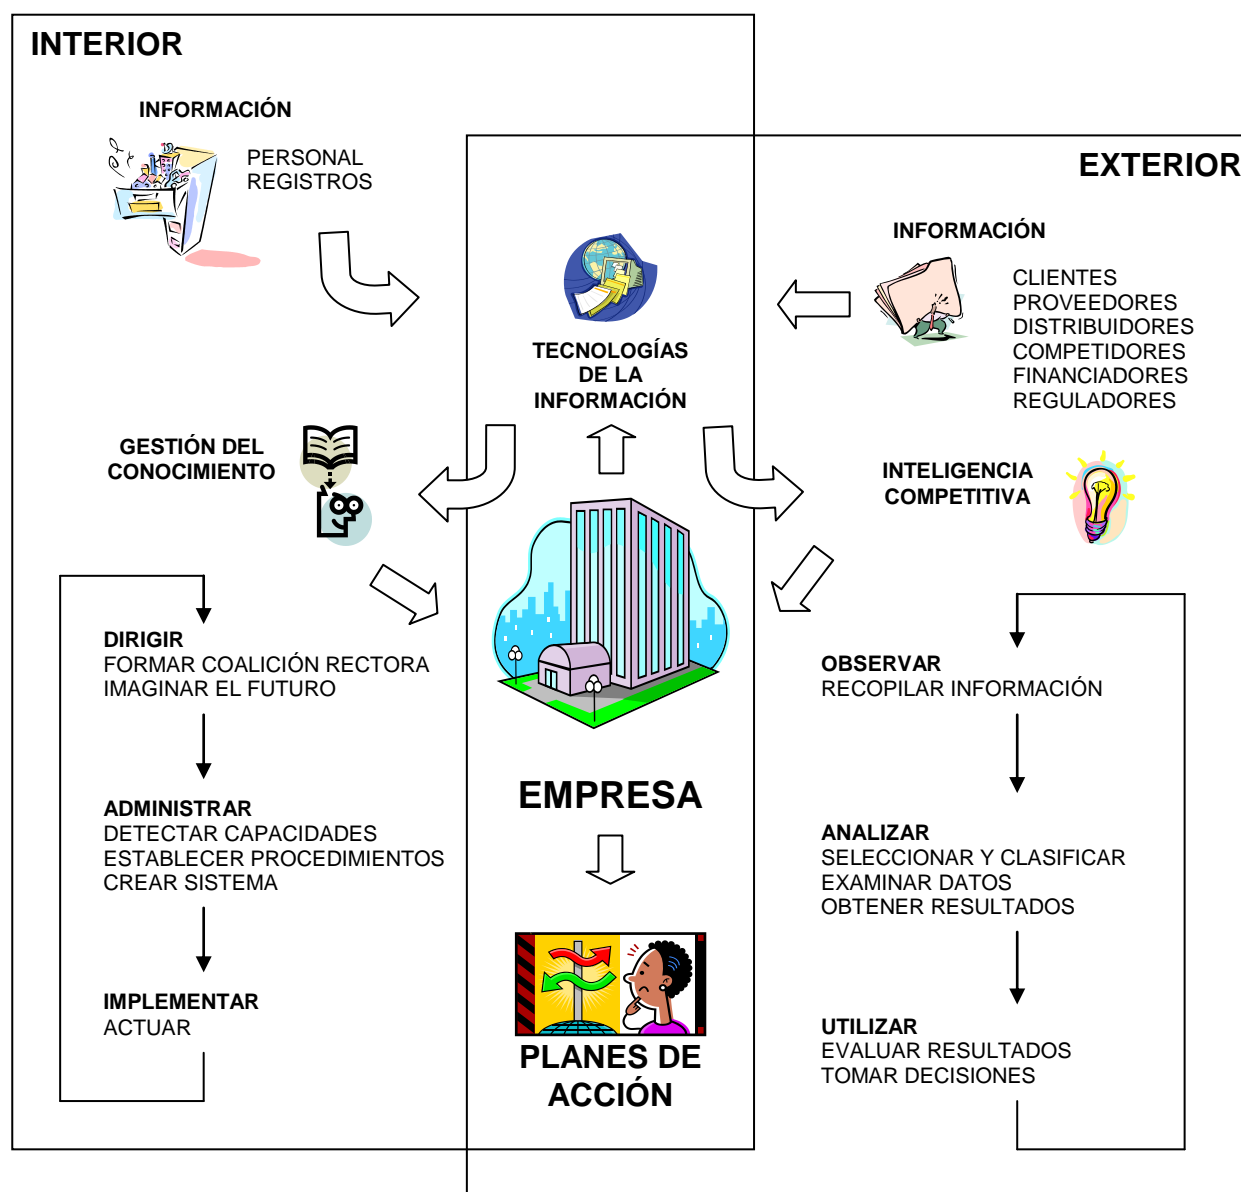 INTERIOR
INFORMACIÓN
PERSONAL
REGISTROS
EXTERIOR
INFORMACIÓN
CLIENTES
PROVEEDORES
DISTRIBUIDORES
COMPETIDORES
FINANCIADORES
REGULADORES
TECNOLOGÍAS
DE LA
INFORMACIÓN
GESTIÓN DEL
CONOCIMIENTO
INTELIGENCIA
COMPETITIVA
DIRIGIR
FORMAR COALICIÓN RECTORA
IMAGINAR EL FUTURO
ADMINISTRAR
DETECTAR CAPACIDADES
ESTABLECER PROCEDIMIENTOS
CREAR SISTEMA
IMPLEMENTAR
ACTUAR
EMPRESA
PLANES DE
ACCIÓN
OBSERVAR
RECOPILAR INFORMACIÓN
ANALIZAR
SELECCIONAR Y CLASIFICAR
EXAMINAR DATOS
OBTENER RESULTADOS
UTILIZAR
EVALUAR RESULTADOS
TOMAR DECISIONES